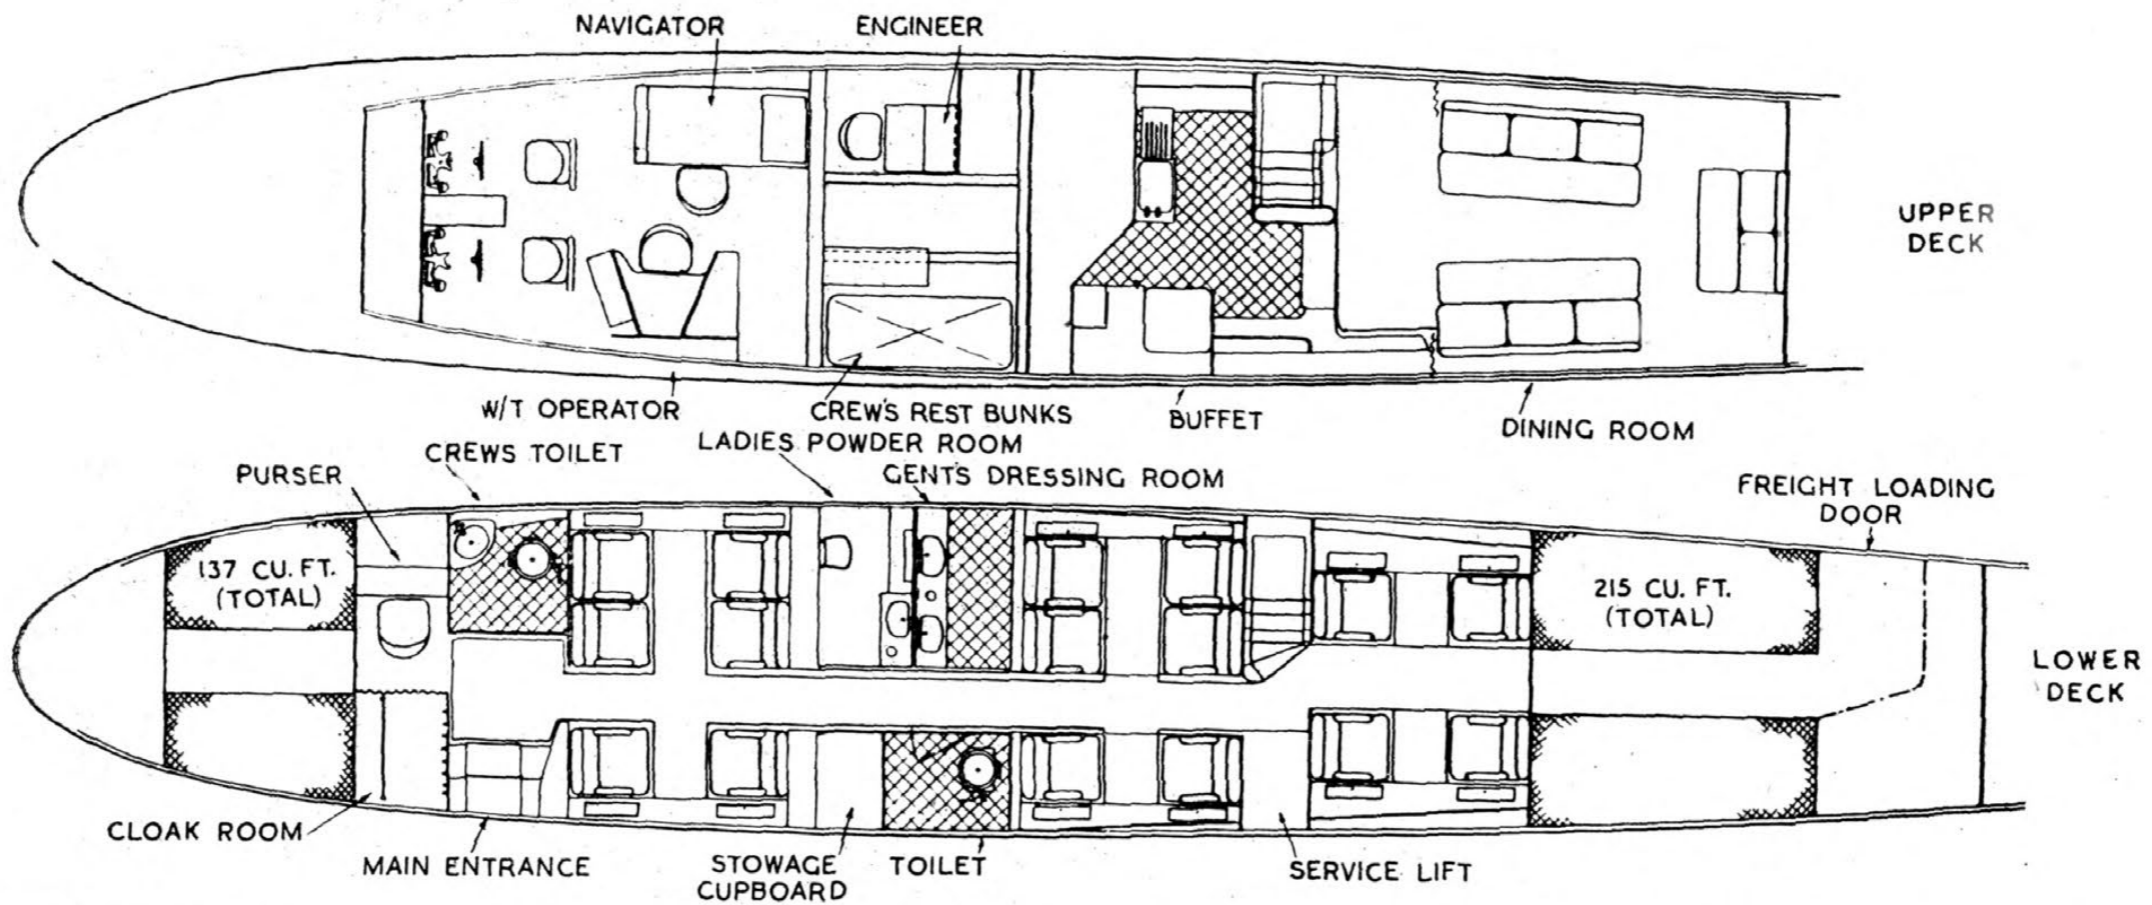 NAVIGATOR
ENGINEER
UPPER
DECK
W/T OPERATOR
CREW'S REST BUNKS
BUFFET
DINING ROOM
PURSER
CREWS TOILET
LADIES POWDER ROOM
GENT'S DRESSING ROOM
FREIGHT LOADING
DOOR
137 CU. FT.
(TOTAL)
215 CU. FT.
(TOTAL)
LOWER
DECK
CLOAK ROOM
MAIN ENTRANCE
STOWAGE
CUPBOARD
TOILET
SERVICE LIFT